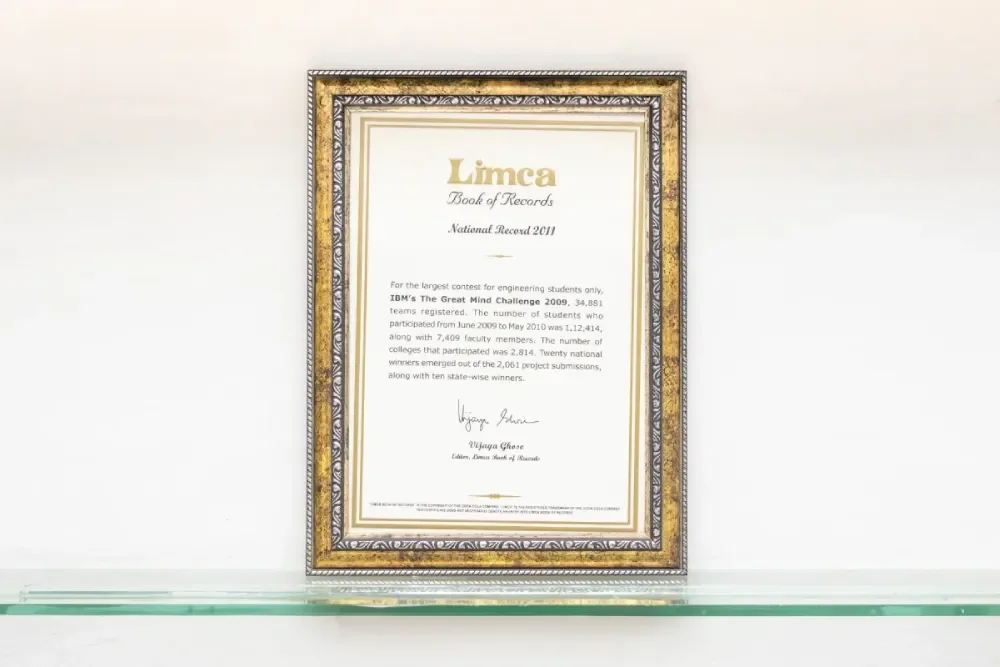 Limca
Book of Records
National Record 2011
For the largest contest for engineering students only,
IBM's The Great Mind Challenge 2009, 34,881
teams registered. The number of students who
participated from June 2009 to May 2010 was 1,12,414,
along with 7,409 faculty members. The number of
colleges that participated was 2,814. Twenty national
winners emerged out of the 2,061 project submissions,
along with ten state-wise winners.
Vijaya Ghose
Vijaya Ghose
Editor, Limca Book of Records